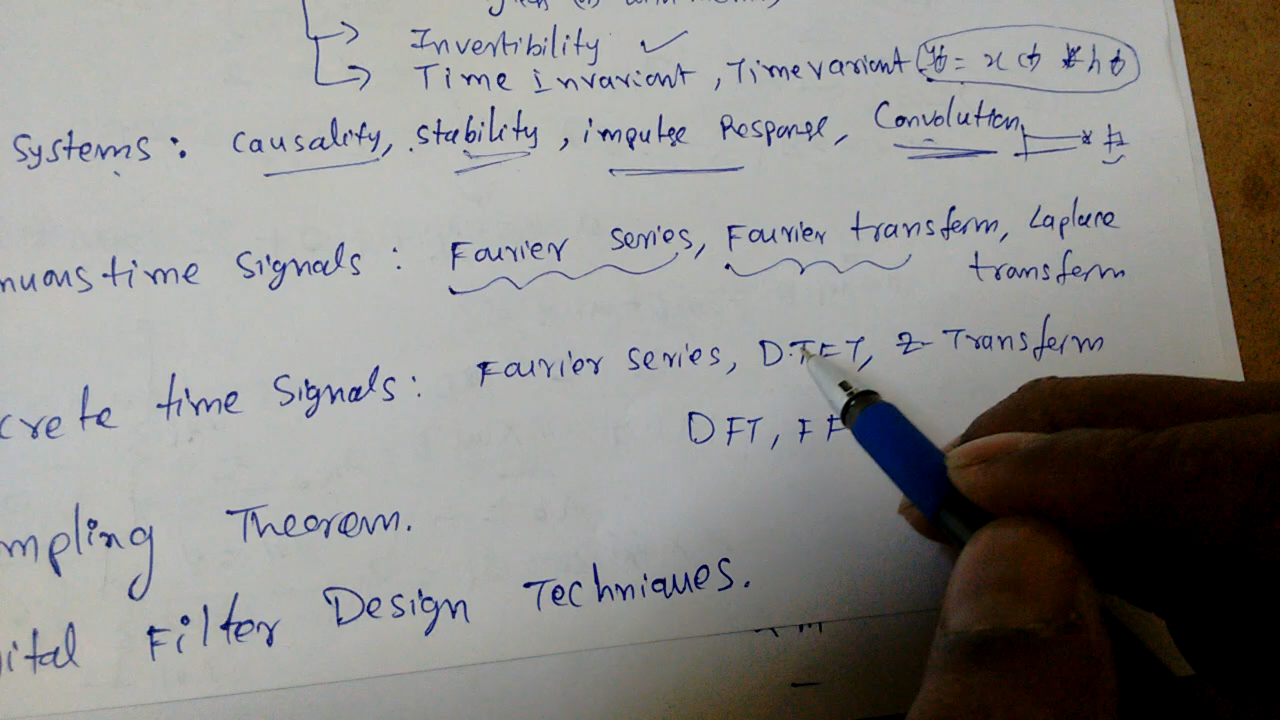 Invertibility ✓
Time invariant, Time variant
Systems: Causality, stability, impulse Response, Convolution,
nuous time Signals: Fourier Series, Fourier transform, Laplace
transform
crete time Signals: Fourier Series, DTFT, Z-Transform
DFT, FF
mpling Theorem.
ital Filter Design Techniques.